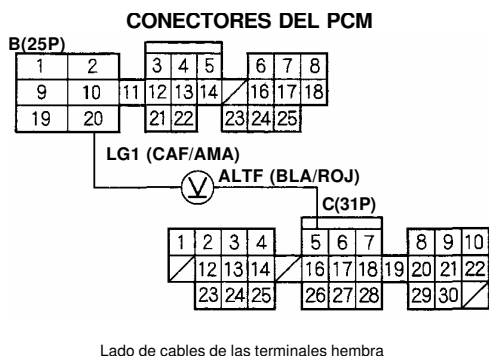 CONECTORES DEL PCM
B(25P)
1 2 3 4 5 6 7 8
9 10 11 12 13 14 16 17 18
19 20 21 22 23 24 25
LG1 (CAF/AMA)
V ALTF (BLA/ROJ)
C(31P)
1 2 3 4 5 6 7 8 9 10
12 13 14 16 17 18 19 20 21 22
23 24 25 26 27 28 29 30
Lado de cables de las terminales hembra